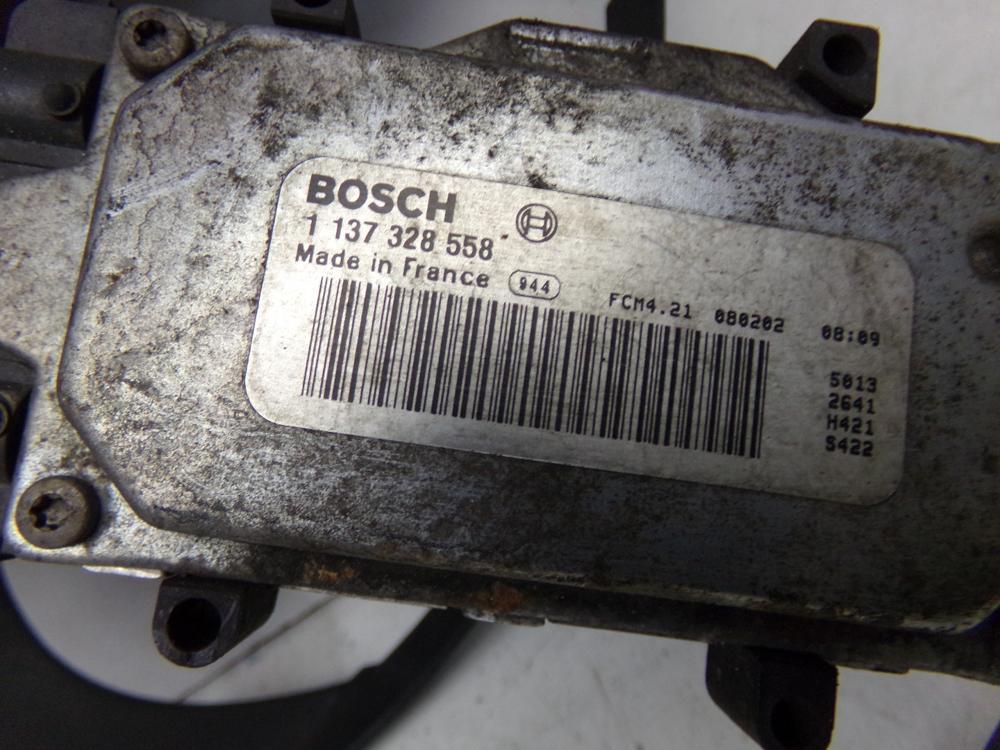 BOSCH
1 137 328 558
Made in France 944
FCM4.21 080202 08:09
5013
2641
H421
S422